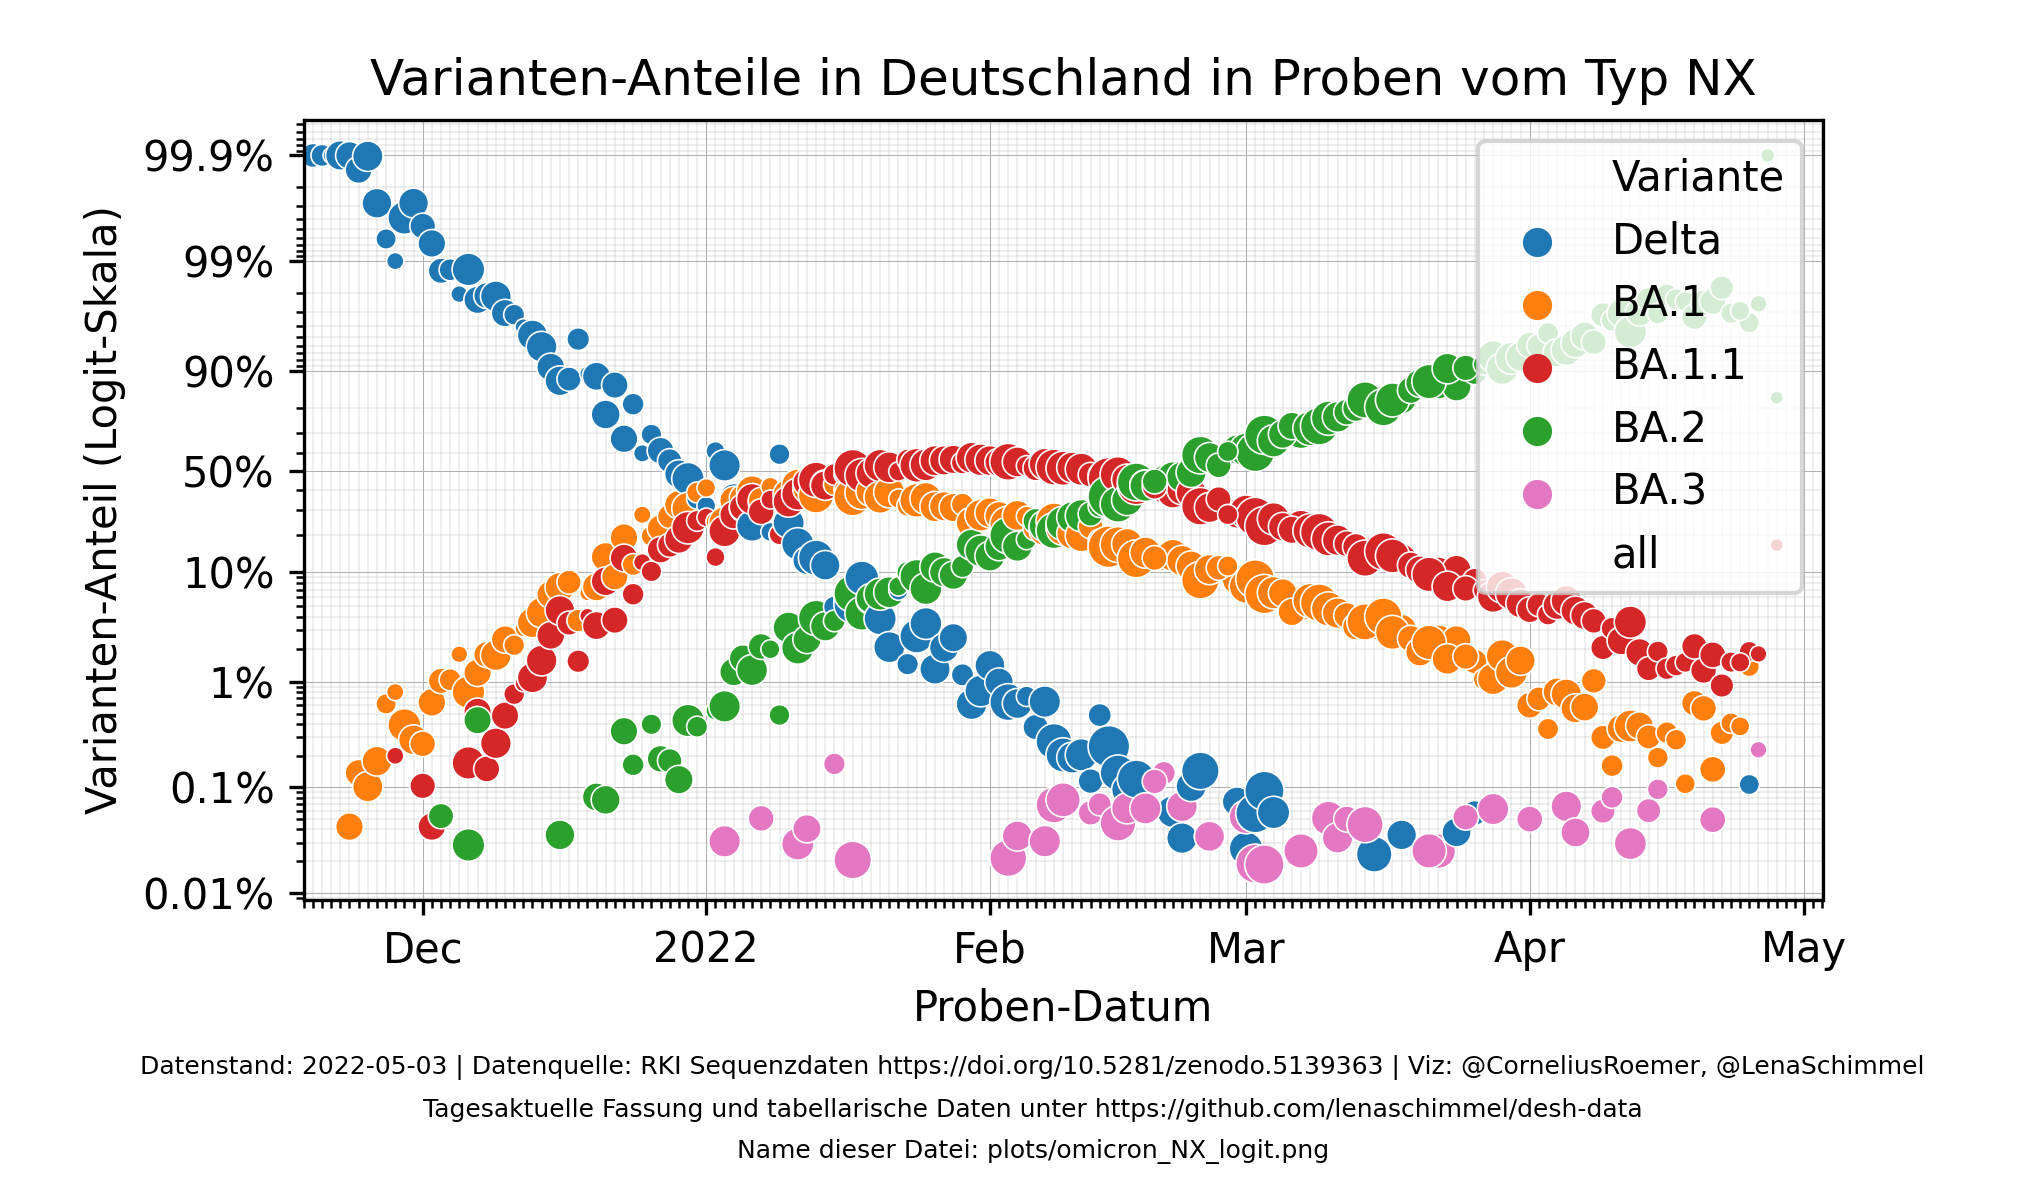 Varianten-Anteile in Deutschland in Proben vom Typ NX
Varianten-Anteil (Logit-Skala)
99.9%
99%
90%
50%
10%
1%
0.1%
0.01%
Variante
Delta
BA.1
BA.1.1
BA.2
BA.3
all
Dec
2022
Feb
Mar
Apr
May
Proben-Datum
Datenstand: 2022-05-03 | Datenquelle: RKI Sequenzdaten https://doi.org/10.5281/zenodo.5139363 | Viz: @CorneliusRoemer, @LenaSchimmel
Tagesaktuelle Fassung und tabellarische Daten unter https://github.com/lenaschimmel/desh-data
Name dieser Datei: plots/omicron_NX_logit.png